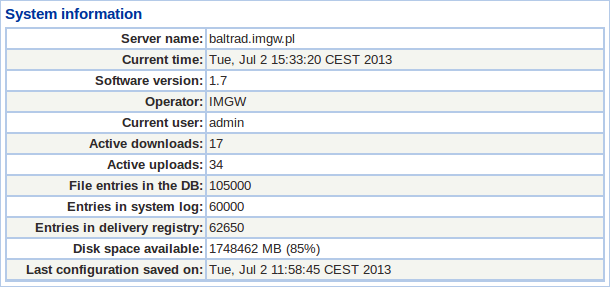 System information
Server name: baltrad.imgw.pl
Current time: Tue, Jul 2 15:33:20 CEST 2013
Software version: 1.7
Operator: IMGW
Current user: admin
Active downloads: 17
Active uploads: 34
File entries in the DB: 105000
Entries in system log: 60000
Entries in delivery registry: 62650
Disk space available: 1748462 MB (85%)
Last configuration saved on: Tue, Jul 2 11:58:45 CEST 2013